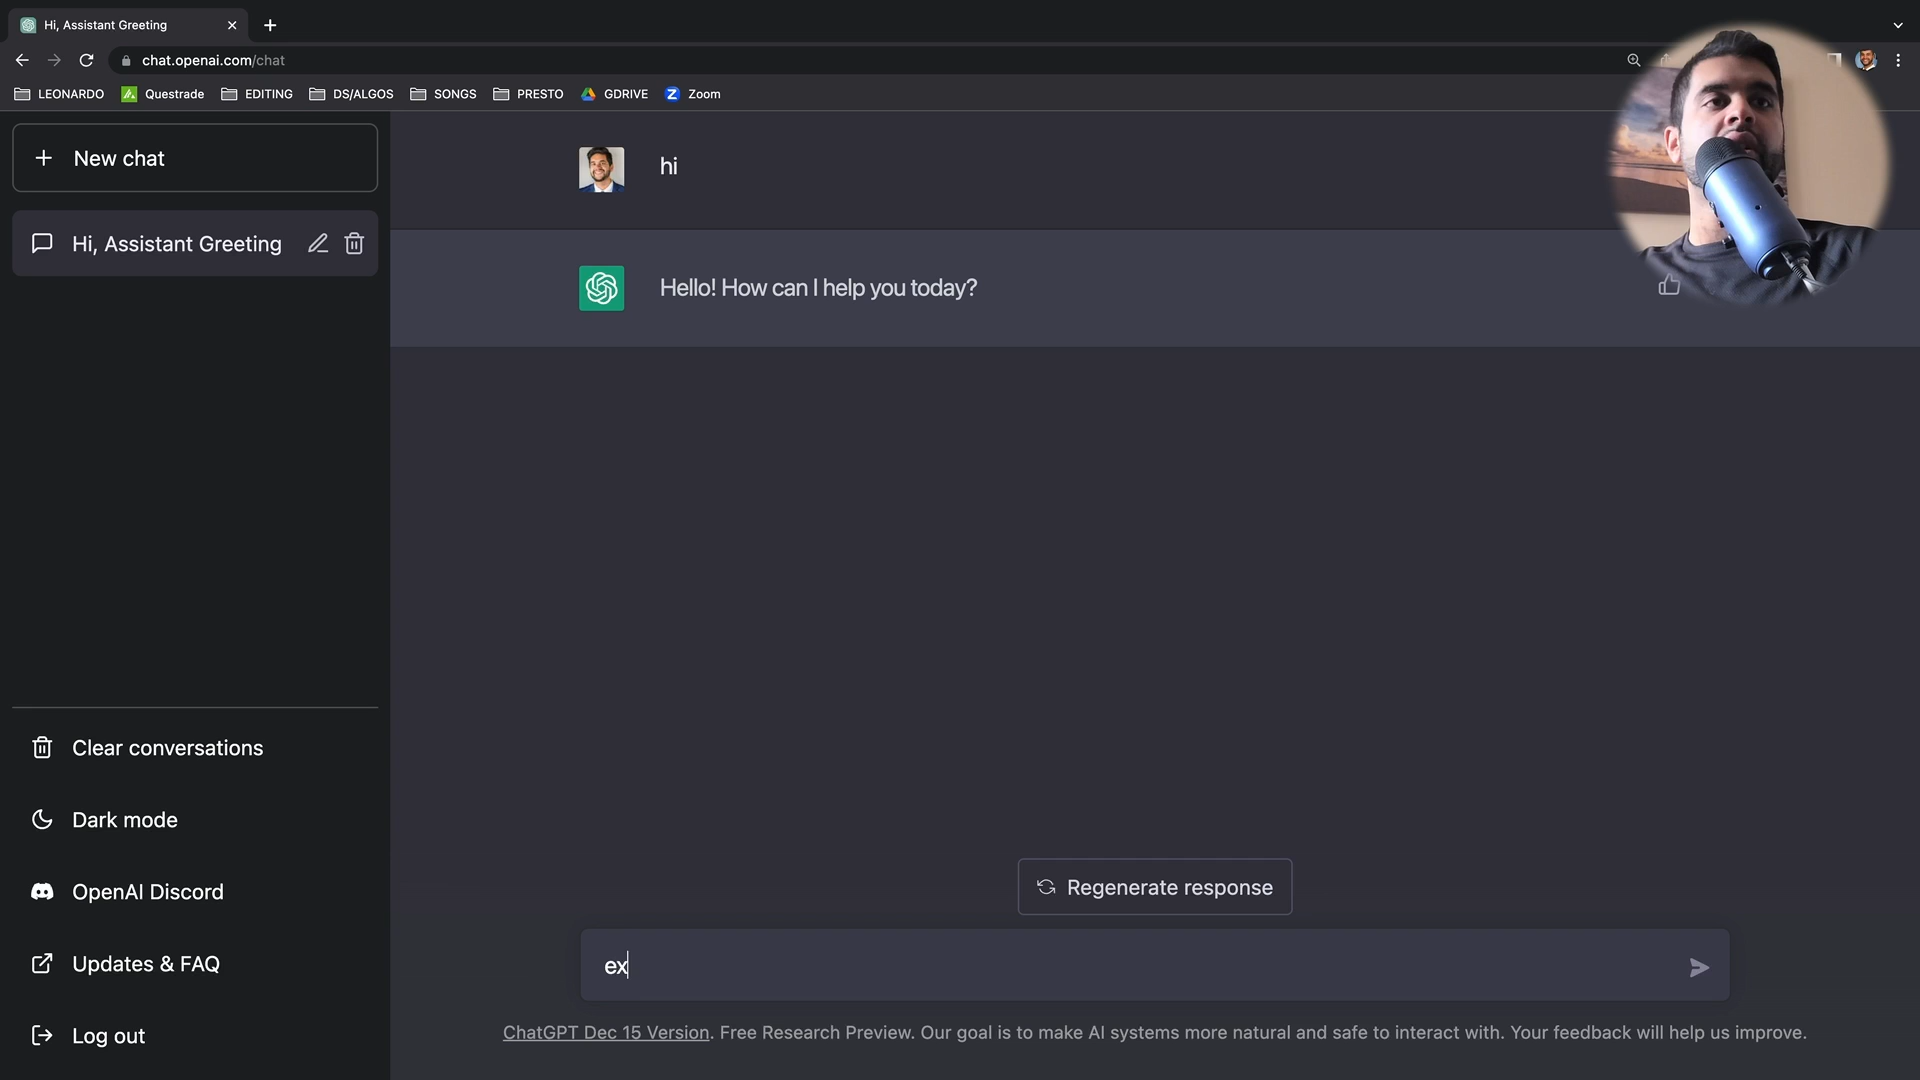 Hi, Assistant Greeting
chat.openai.com/chat
LEONARDO Questrade EDITING DS/ALGOS SONGS PRESTO GDRIVE Zoom
New chat
Hi, Assistant Greeting
hi
Hello! How can I help you today?
Clear conversations
Dark mode
OpenAI Discord
Updates & FAQ
Log out
Regenerate response
ex
ChatGPT Dec 15 Version. Free Research Preview. Our goal is to make AI systems more natural and safe to interact with. Your feedback will help us improve.